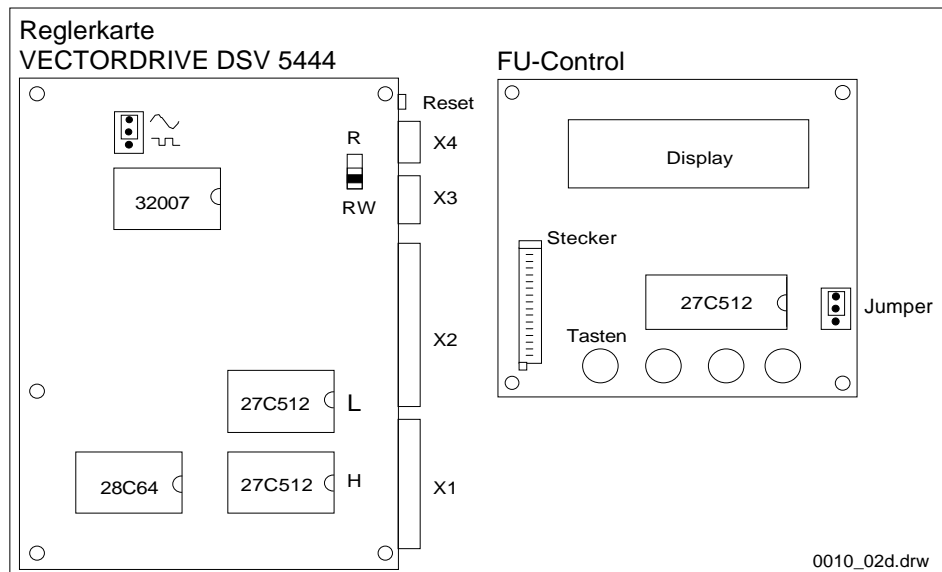 Reglerkarte
VECTORDRIVE DSV 5444
Reset
X4
R
32007
X3
RW
X2
27C512
L
28C64
27C512
H
X1
FU-Control
Display
Stecker
27C512
Jumper
Tasten
0010_02d.drw